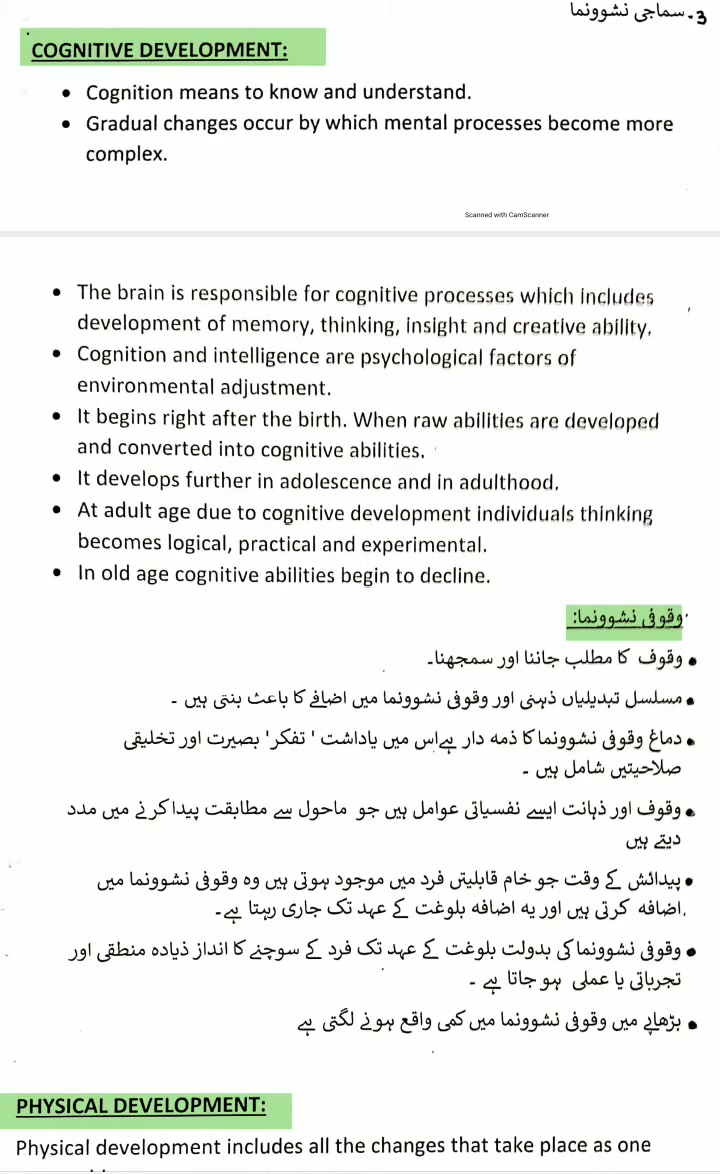 3۔سماجی نشوونما
COGNITIVE DEVELOPMENT:
• Cognition means to know and understand.
• Gradual changes occur by which mental processes become more
complex.
Scanned with CamScanner
• The brain is responsible for cognitive processes which includes
development of memory, thinking, insight and creative ability.
• Cognition and intelligence are psychological factors of
environmental adjustment.
• It begins right after the birth. When raw abilities are developed
and converted into cognitive abilities.
• It develops further in adolescence and in adulthood.
• At adult age due to cognitive development individuals thinking
becomes logical, practical and experimental.
• In old age cognitive abilities begin to decline.
وقوفی نشوونما:
• وقوف کا مطلب جاننا اور سمجھنا۔
• مسلسل تبدیلیاں ذہنی اور وقوفی نشوونما میں اضافے کا باعث بنتی ہیں ۔
• دماغ وقوفی نشوونما کا ذمہ دار ہےاس میں یاداشت ' تفکر' بصیرت اور تخلیقی
صلاحیتیں شامل ہیں ۔
• وقوف اور ذہانت ایسے نفسیاتی عوامل ہیں جو ماحول سے مطابقت پیدا کرنے میں مدد
دیتے ہیں
• پیدائش کے وقت جو خام قابلیتں فرد میں موجود ہوتی ہیں وہ وقوفی نشوونما میں
اضافہ کرتی ہیں اور یہ اضافہ بلوغت کے عہد تک جاری رہتا ہے۔
• وقوفی نشوونما کی بدولت بلوغت کے عہد تک فرد کے سوچنے کا انداز ذیادہ منطقی اور
تجرباتی یا عملی ہو جاتا ہے ۔
• بڑھاپے میں وقوفی نشوونما میں کمی واقع ہونے لگتی ہے
PHYSICAL DEVELOPMENT:
Physical development includes all the changes that take place as one